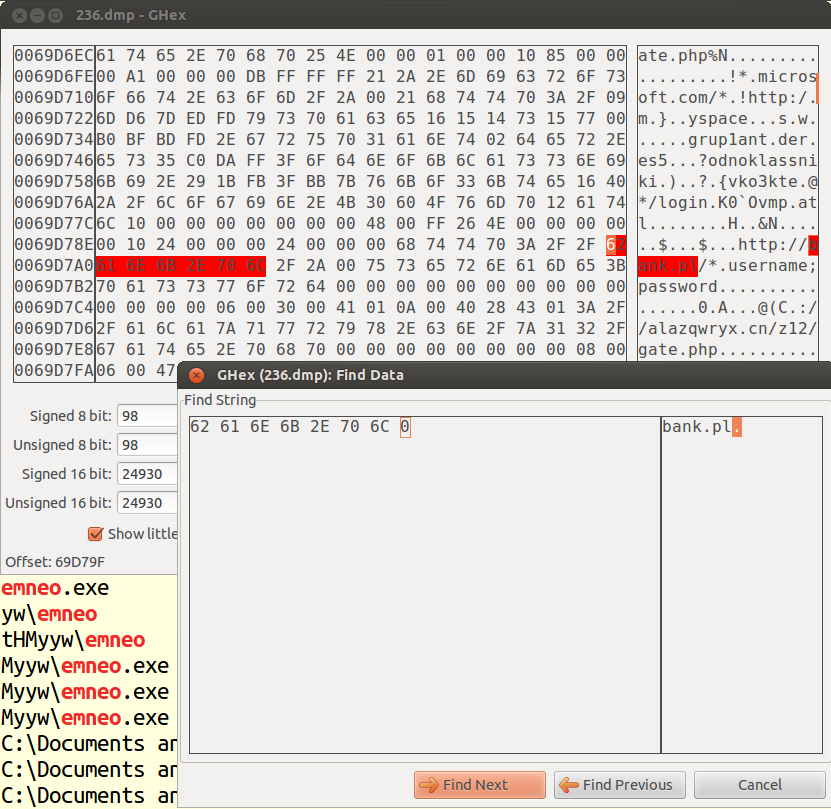 236.dmp - GHex
0069D6EC 61 74 65 2E 70 68 70 25 4E 00 00 01 00 00 10 85 00 00 ate.php%N.........
0069D6FE 00 A1 00 00 00 DB FF FF FF 21 2A 2E 6D 69 63 72 6F 73 .........!*.micros
0069D710 6F 66 74 2E 63 6F 6D 2F 2A 00 21 68 74 74 70 3A 2F 09 oft.com/*.!http:/.
0069D722 6D D6 7D ED FD 79 73 70 61 63 65 16 15 14 73 15 77 00 m.}..yspace...s.w.
0069D734 B0 BF BD FD 2E 67 72 75 70 31 61 6E 74 02 64 65 72 2E .....grup1ant.der.
0069D746 65 73 35 C0 DA FF 3F 6F 64 6E 6F 6B 6C 61 73 73 6E 69 es5...?odnoklassni
0069D758 6B 69 2E 29 1B FB 3F BB 7B 76 6B 6F 33 6B 74 65 16 40 ki.)..?.{vko3kte.@
0069D76A 2A 2F 6C 6F 67 69 6E 2E 4B 30 60 4F 76 6D 70 12 61 74 */login.K0`Ovmp.at
0069D77C 6C 10 00 00 00 00 00 00 00 00 48 00 FF 26 4E 00 00 00 00 l........H..&N....
0069D78E 00 10 24 00 00 00 24 00 00 00 68 74 74 70 3A 2F 2F 62 ..$...$...http://b
0069D7A0 61 6E 6B 2E 70 6C 2F 2A 00 75 73 65 72 6E 61 6D 65 3B ank.pl/*.username;
0069D7B2 70 61 73 73 77 6F 72 64 00 00 00 00 00 00 00 00 00 00 password..........
0069D7C4 00 00 00 00 06 00 30 00 41 01 0A 00 40 28 43 01 3A 2F ......0.A...@(C.:/
0069D7D6 2F 61 6C 61 7A 71 77 72 79 78 2E 63 6E 2F 7A 31 32 2F /alazqwryx.cn/z12/
0069D7E8 67 61 74 65 2E 70 68 70 00 00 00 00 00 00 00 00 08 00 gate.php..........
0069D7FA 06 00 47
GHex (236.dmp): Find Data
Find String
62 61 6E 6B 2E 70 6C 0 bank.pl.
Signed 8 bit: 98
Unsigned 8 bit: 98
Signed 16 bit: 24930
Unsigned 16 bit: 24930
Show little
Offset: 69D79F
emneo.exe
yw\emneo
tHMyyw\emneo
Myyw\emneo.exe
Myyw\emneo.exe
Myyw\emneo.exe
C:\Documents an
C:\Documents an
C:\Documents an
Find Next
Find Previous
Cancel